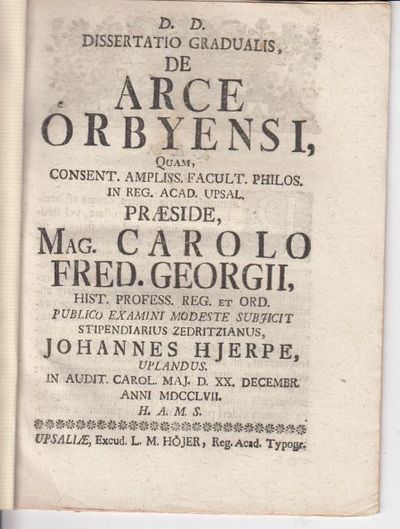 D. D.
DISSERTATIO GRADUALIS,
DE
ARCE
ORBYENSI,
QUAM,
CONSENT. AMPLISS. FACULT. PHILOS.
IN REG. ACAD. UPSAL.
PRÆSIDE,
MAG. CAROLO
FRED. GEORGII,
HIST. PROFESS. REG. ET ORD.
PUBLICO EXAMINI MODESTE SUBJICIT
STIPENDIARIUS ZEDRITZIANUS,
JOHANNES HJERPE,
UPLANDUS.
IN AUDIT. CAROL. MAJ. D. XX. DECEMBR.
ANNI MDCCLVII.
H. A. M. S.
UPSALIÆ, Excud. L. M. HÖJER, Reg. Acad. Typogr.